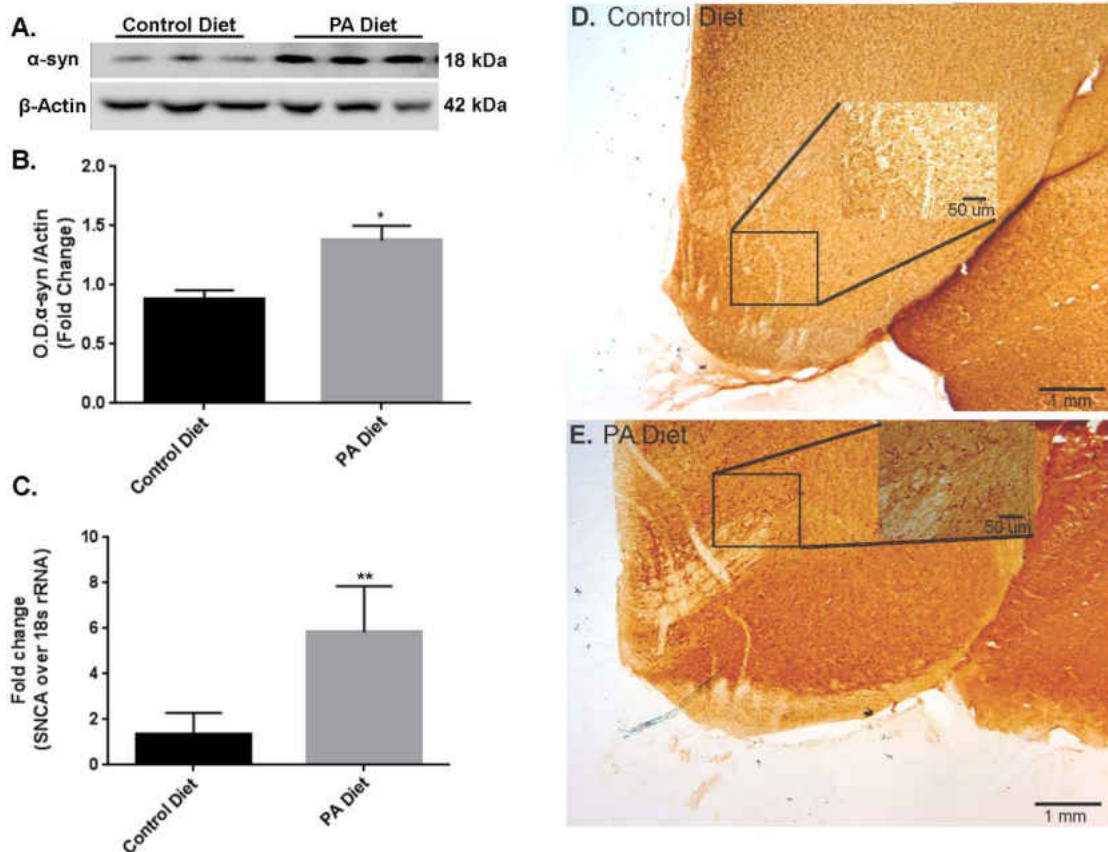 A.
Control Diet PA Diet
α-syn 18 kDa
β-Actin 42 kDa
B.
2.0
1.5
1.0
0.5
0.0
O.D.α-syn /Actin
(Fold Change)
*
Control Diet
PA Diet
C.
10
8
6
4
2
0
Fold change
(SNCA over 18s rRNA)
**
Control Diet
PA Diet
D. Control Diet
50 um
1 mm
E. PA Diet
50 um
1 mm